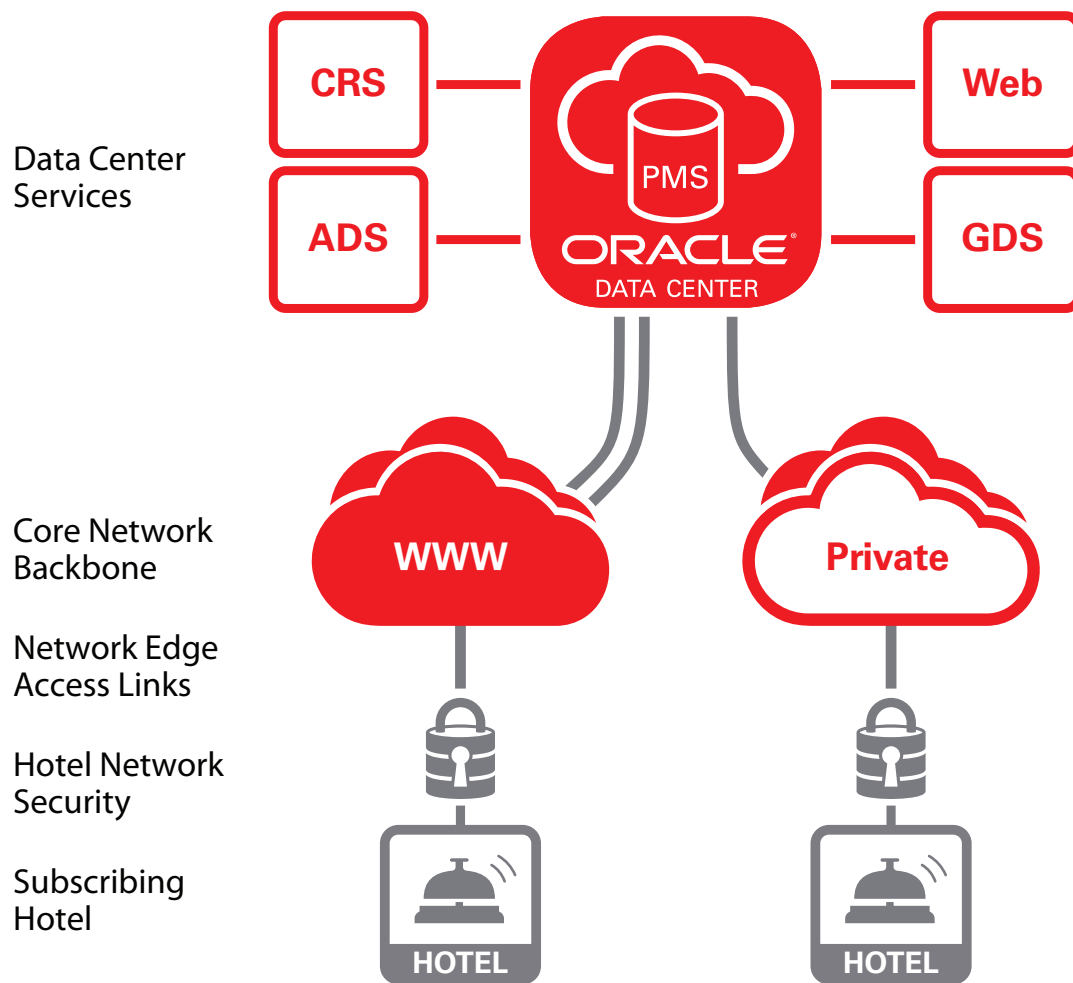 CRS
Web
Data Center
Services
PMS
ADS
GDS
ORACLE®
DATA CENTER
Core Network
Backbone
WWW
Private
Network Edge
Access Links
Hotel Network
Security
Subscribing
Hotel
HOTEL
HOTEL